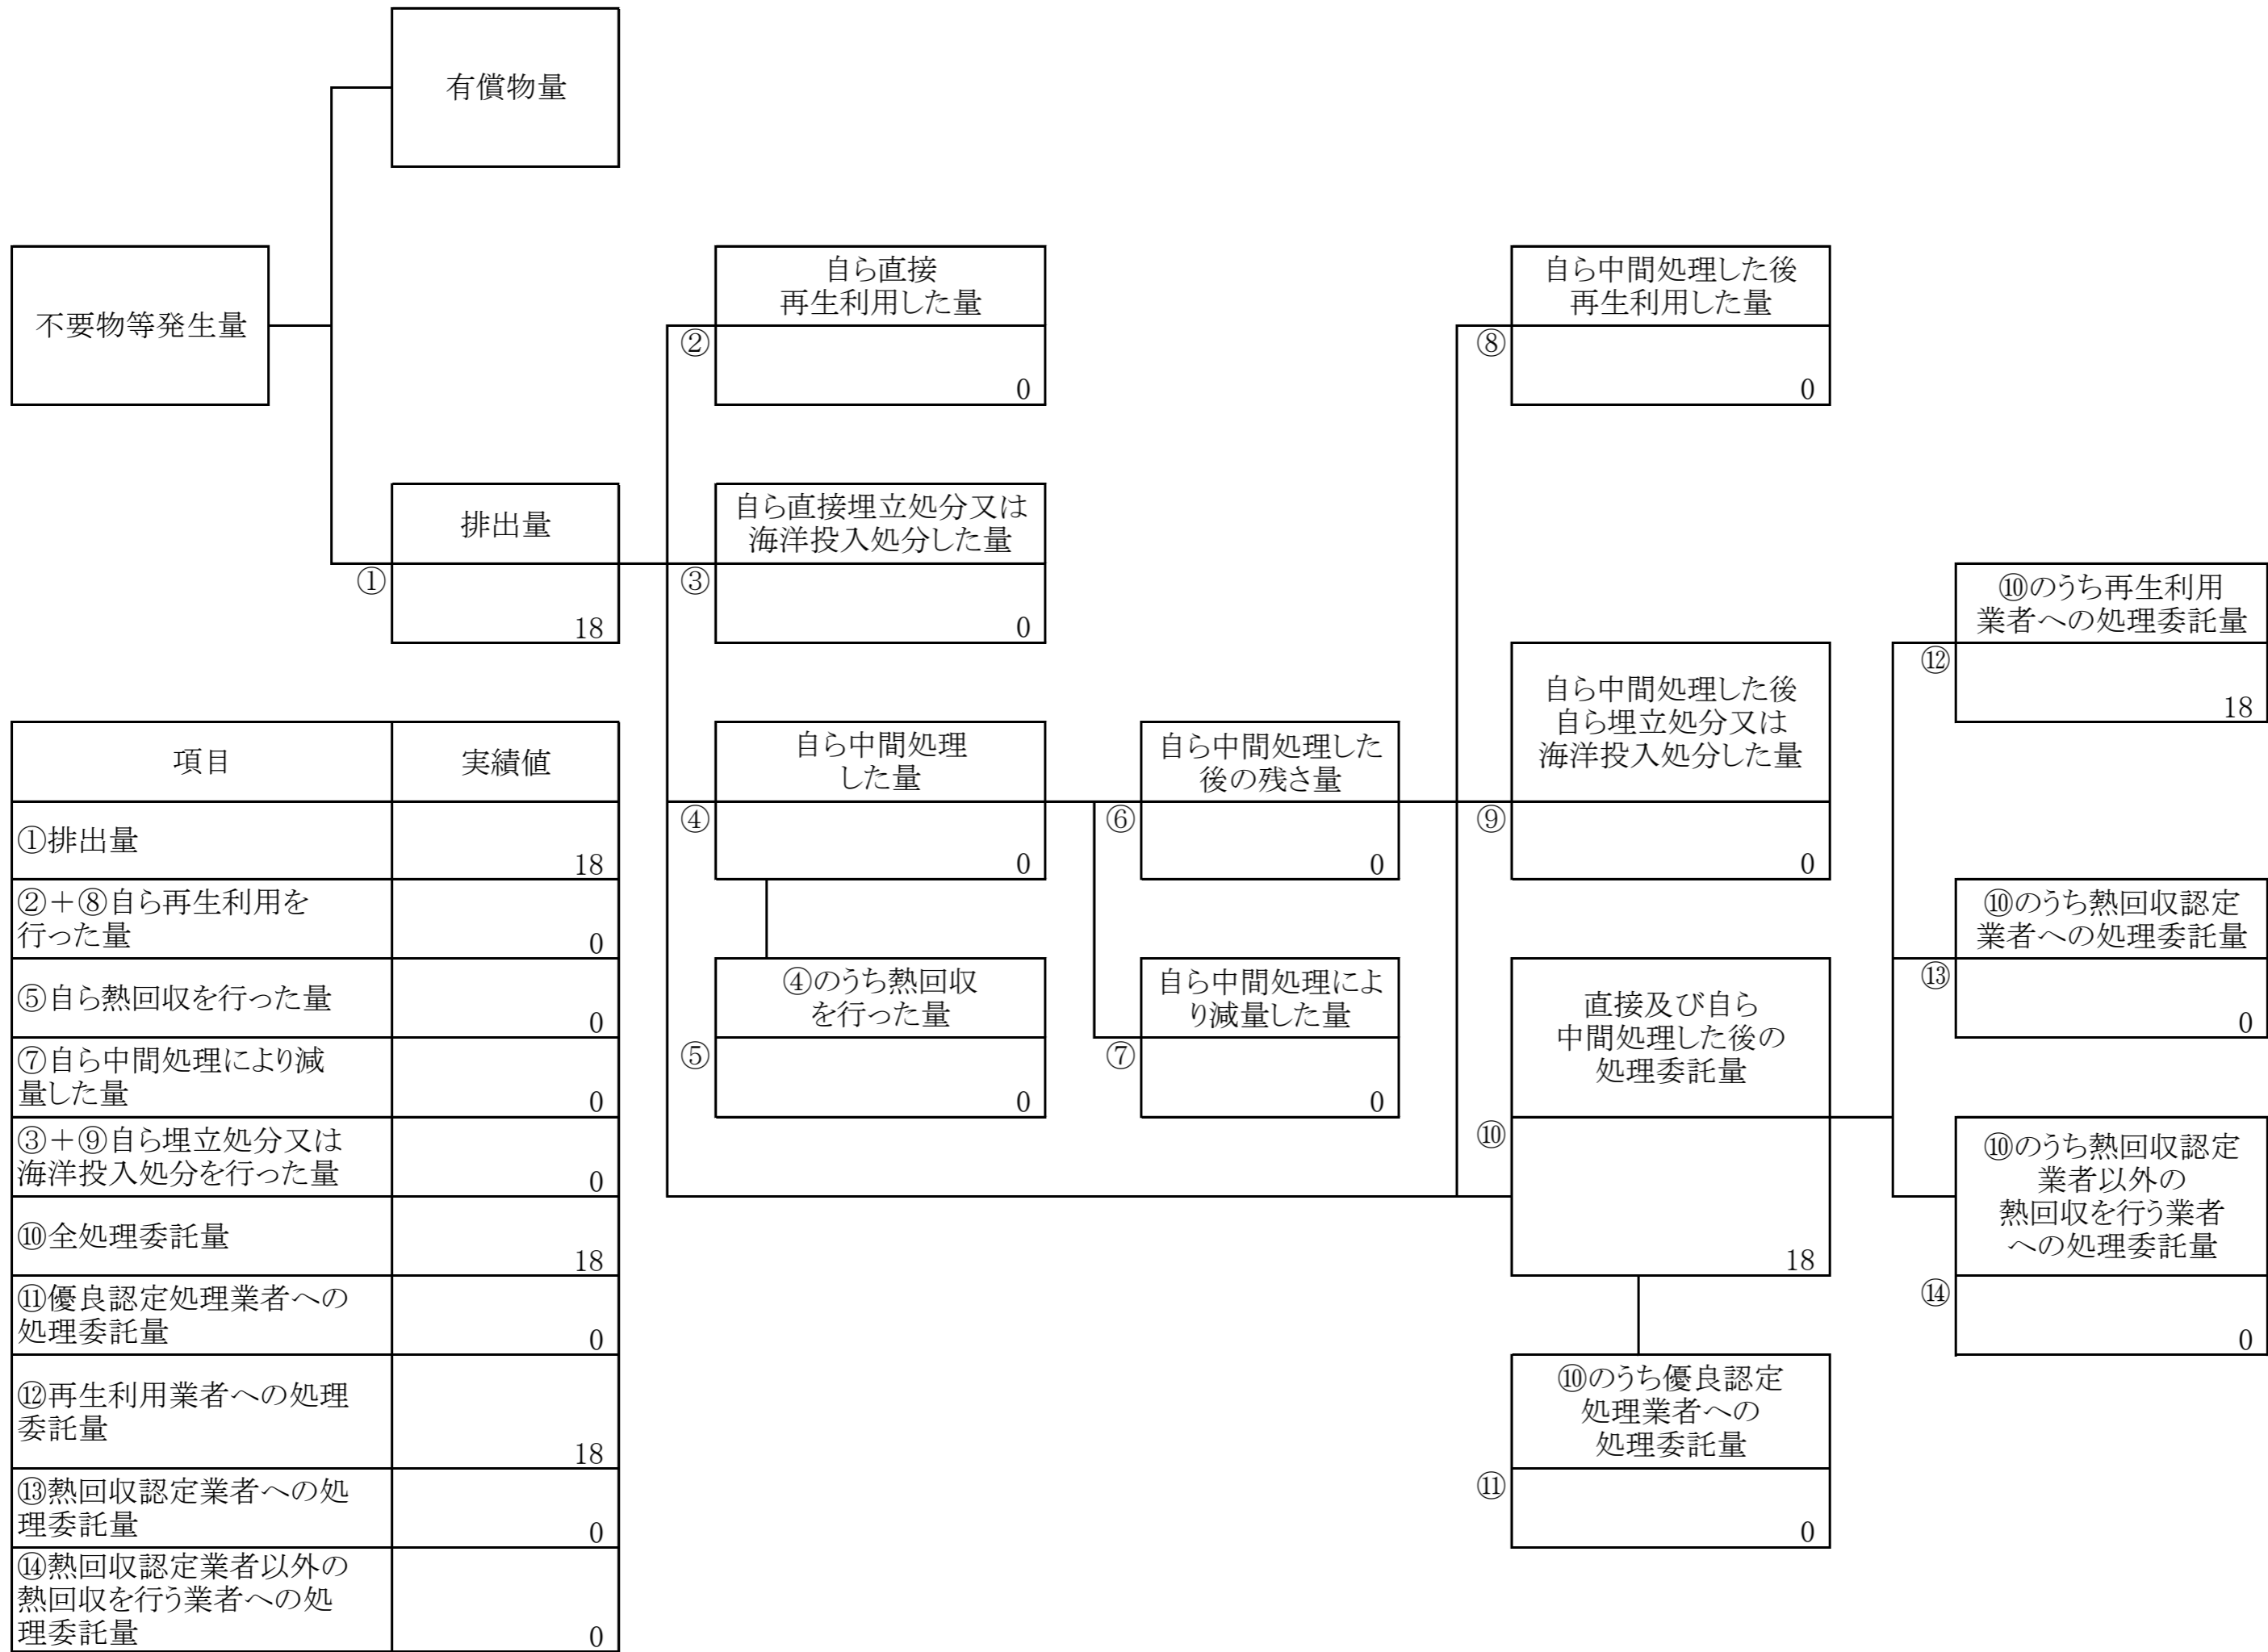 有償物量
不要物等発生量
自ら直接
再生利用した量
②
0
自ら中間処理した後
再生利用した量
⑧
0
排出量
①
18
自ら直接埋立処分又は
海洋投入処分した量
③
0
⑩のうち再生利用
業者への処理委託量
⑫
18
自ら中間処理
した量
④
0
自ら中間処理した
後の残さ量
⑥
0
自ら中間処理した後
自ら埋立処分又は
海洋投入処分した量
⑨
0
⑩のうち熱回収認定
業者への処理委託量
⑬
0
④のうち熱回収
を行った量
⑤
0
自ら中間処理によ
り減量した量
⑦
0
直接及び自ら
中間処理した後の
処理委託量
⑩
18
⑩のうち熱回収認定
業者以外の
熱回収を行う業者
への処理委託量
⑭
0
⑩のうち優良認定
処理業者への
処理委託量
⑪
0
項目 実績値
①排出量
18
②＋⑧自ら再生利用を
行った量
0
⑤自ら熱回収を行った量
0
⑦自ら中間処理により減
量した量
0
③＋⑨自ら埋立処分又は
海洋投入処分を行った量
0
⑩全処理委託量
18
⑪優良認定処理業者への
処理委託量
0
⑫再生利用業者への処理
委託量
18
⑬熱回収認定業者への処
理委託量
0
⑭熱回収認定業者以外の
熱回収を行う業者への処
理委託量
0